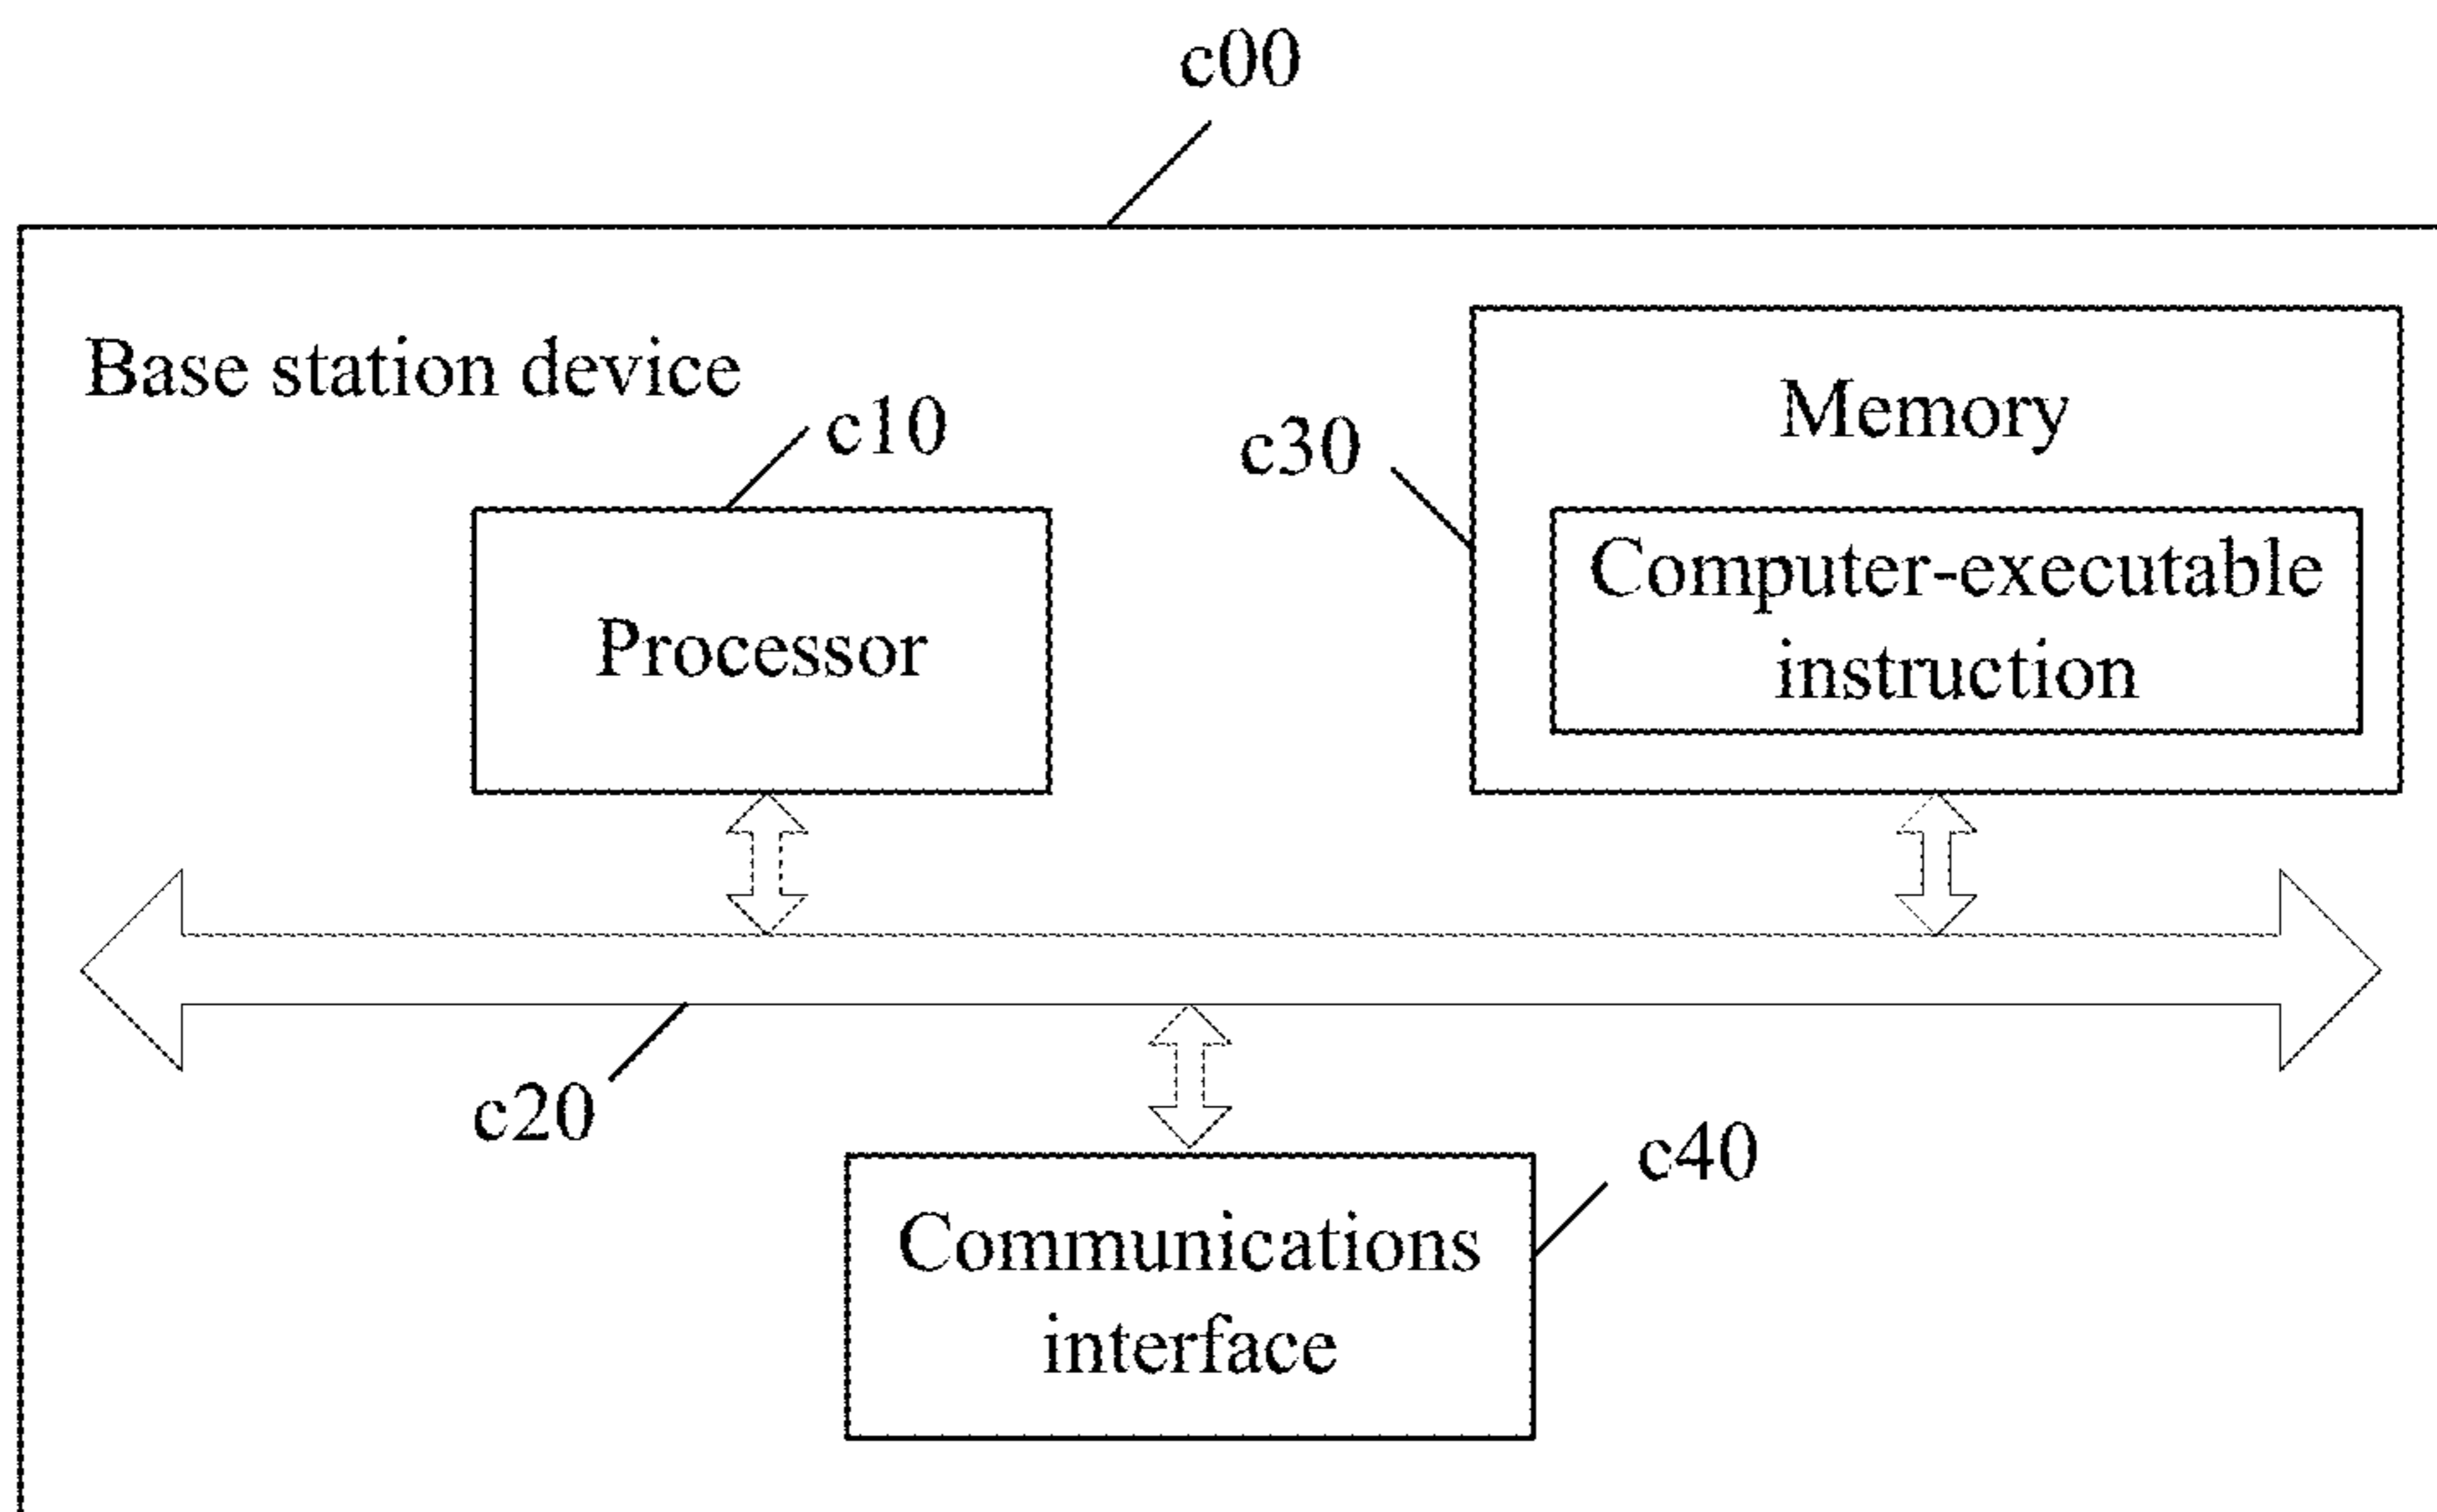 c00
Base station device
c10
c30
Memory
Processor
Computer-executable
instruction
c20
c40
Communications
interface